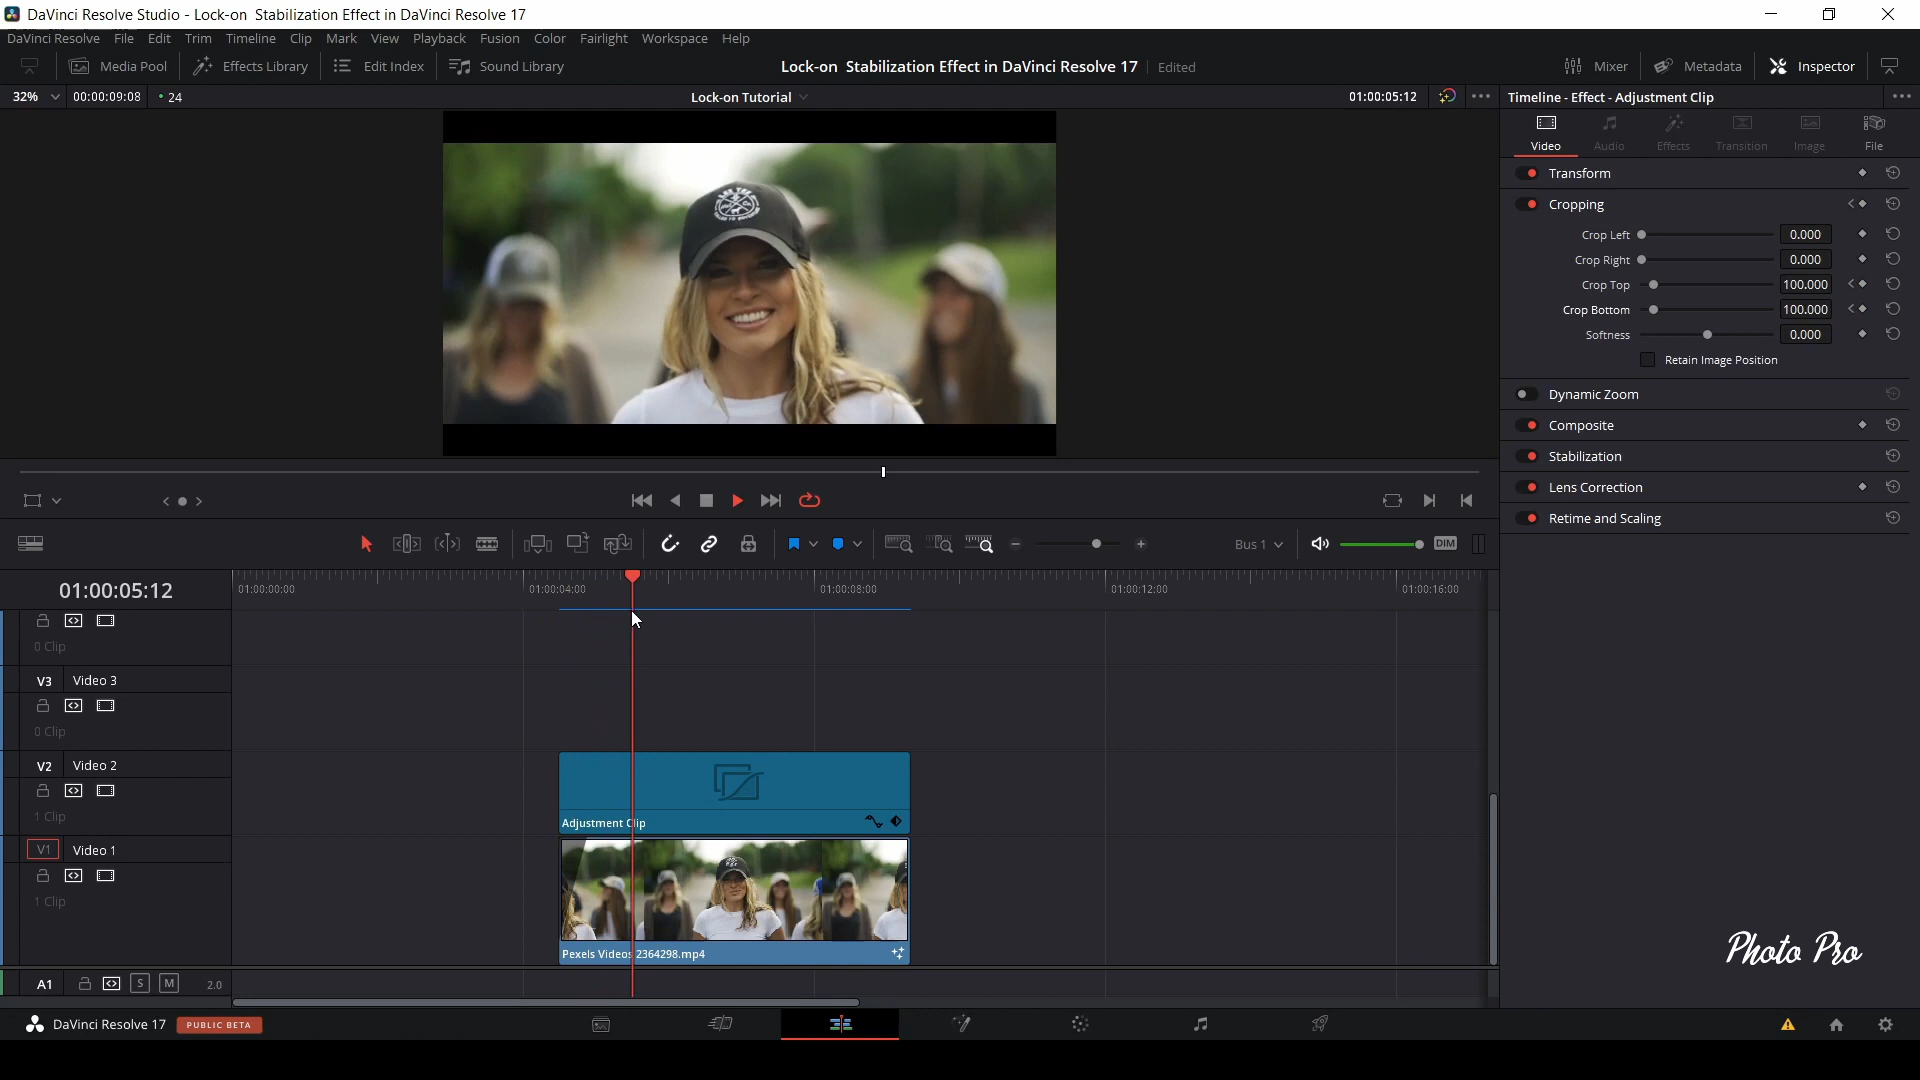 DaVinci Resolve Studio - Lock-on  Stabilization Effect in DaVinci Resolve 17
DaVinci Resolve File Edit Trim Timeline Clip Mark View Playback Fusion Color Fairlight Workspace Help
Media Pool Effects Library Edit Index Sound Library Lock-on  Stabilization Effect in DaVinci Resolve 17 Edited Mixer Metadata Inspector
32% 00:00:09:08 24 Lock-on Tutorial 01:00:05:12 Timeline - Effect - Adjustment Clip
Video Audio Effects Transition Image File
Transform
Cropping
Crop Left 0.000
Crop Right 0.000
Crop Top 100.000
Crop Bottom 100.000
Softness 0.000
Retain Image Position
Dynamic Zoom
Composite
Stabilization
Lens Correction
Retime and Scaling
Bus 1 DIM
01:00:05:12 01:00:00:00 01:00:04:00 01:00:08:00 01:00:12:00 01:00:16:00
0 Clip
V3 Video 3
0 Clip
V2 Video 2
1 Clip
Adjustment Clip
V1 Video 1
1 Clip
Pexels Videos 2364298.mp4
Photo Pro
A1 S M 2.0
DaVinci Resolve 17 PUBLIC BETA